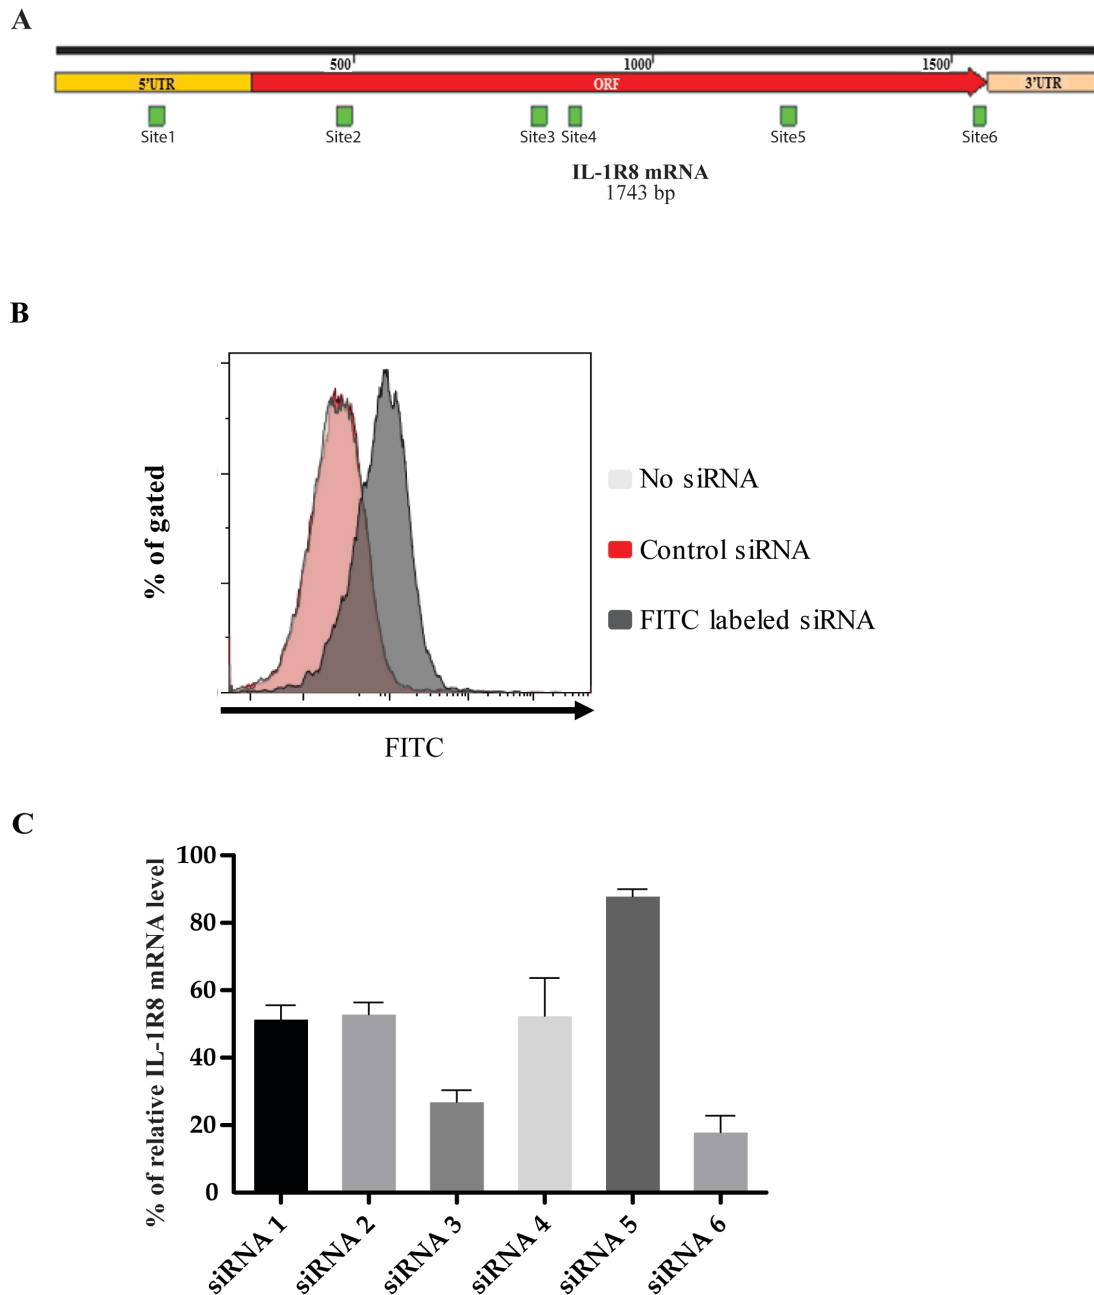 A
500 1000 1500
5'UTR ORF 3'UTR
Site1 Site2 Site3 Site4 Site5 Site6
IL-1R8 mRNA
1743 bp
B
% of gated
No siRNA
Control siRNA
FITC labeled siRNA
FITC
C
% of relative IL-1R8 mRNA level
100
80
60
40
20
0
siRNA 1
siRNA 2
siRNA 3
siRNA 4
siRNA 5
siRNA 6